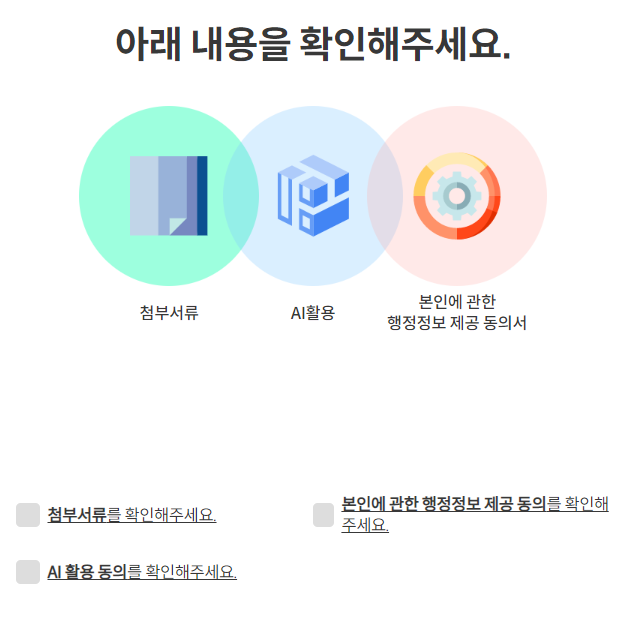 아래 내용을 확인해주세요.
첨부서류
AI활용
본인에 관한
행정정보 제공 동의서
첨부서류를 확인해주세요.
본인에 관한 행정정보 제공 동의를 확인해
주세요.
AI 활용 동의를 확인해주세요.